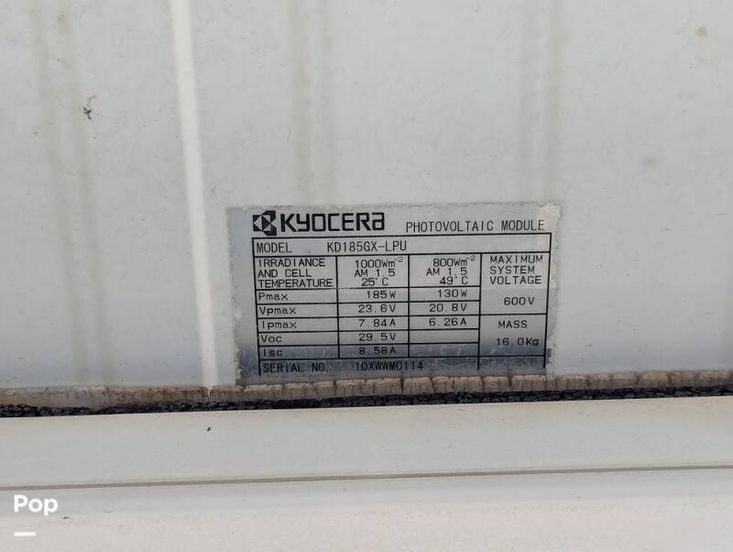 KYOCERA PHOTOVOLTAIC MODULE
MODEL KD185GX-LPU
IRRADIANCE AND CELL TEMPERATURE 1000Wm⁻² AM 1.5 25°C 800Wm⁻² AM 1.5 49°C MAXIMUM SYSTEM VOLTAGE
Pmax 185W 130W 600V
Vpmax 23.6V 20.8V
Ipmax 7.84A 6.26A MASS
Voc 29.5V 16.0Kg
Isc 8.58A
SERIAL NO. 10XWWM0114
Pop